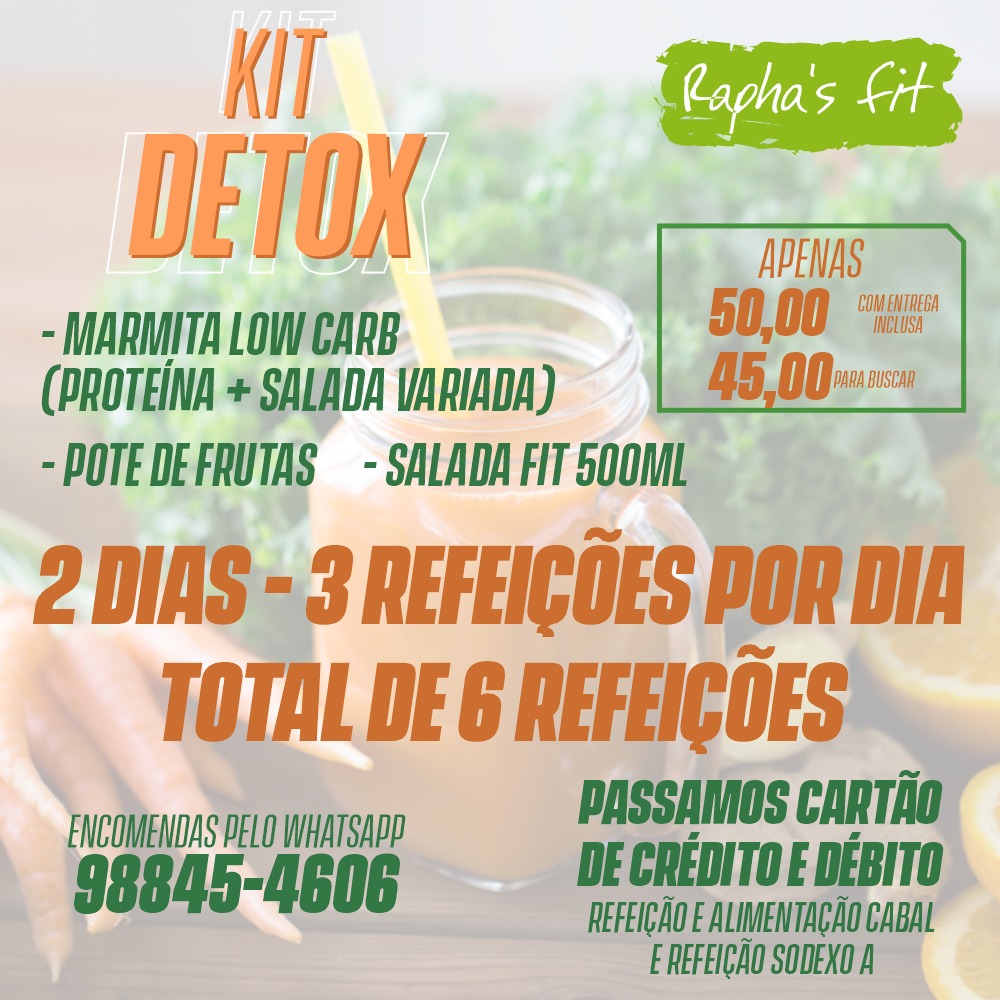 KIT
DETOX
Rapha's fit
APENAS
50,00 COM ENTREGA
INCLUSA
45,00 PARA BUSCAR
- MARMITA LOW CARB
(PROTEÍNA + SALADA VARIADA)
- POTE DE FRUTAS - SALADA FIT 500ML
2 DIAS - 3 REFEIÇÕES POR DIA
TOTAL DE 6 REFEIÇÕES
ENCOMENDAS PELO WHATSAPP
98845-4606
PASSAMOS CARTÃO
DE CRÉDITO E DÉBITO
REFEIÇÃO E ALIMENTAÇÃO CABAL
E REFEIÇÃO SODEXO A